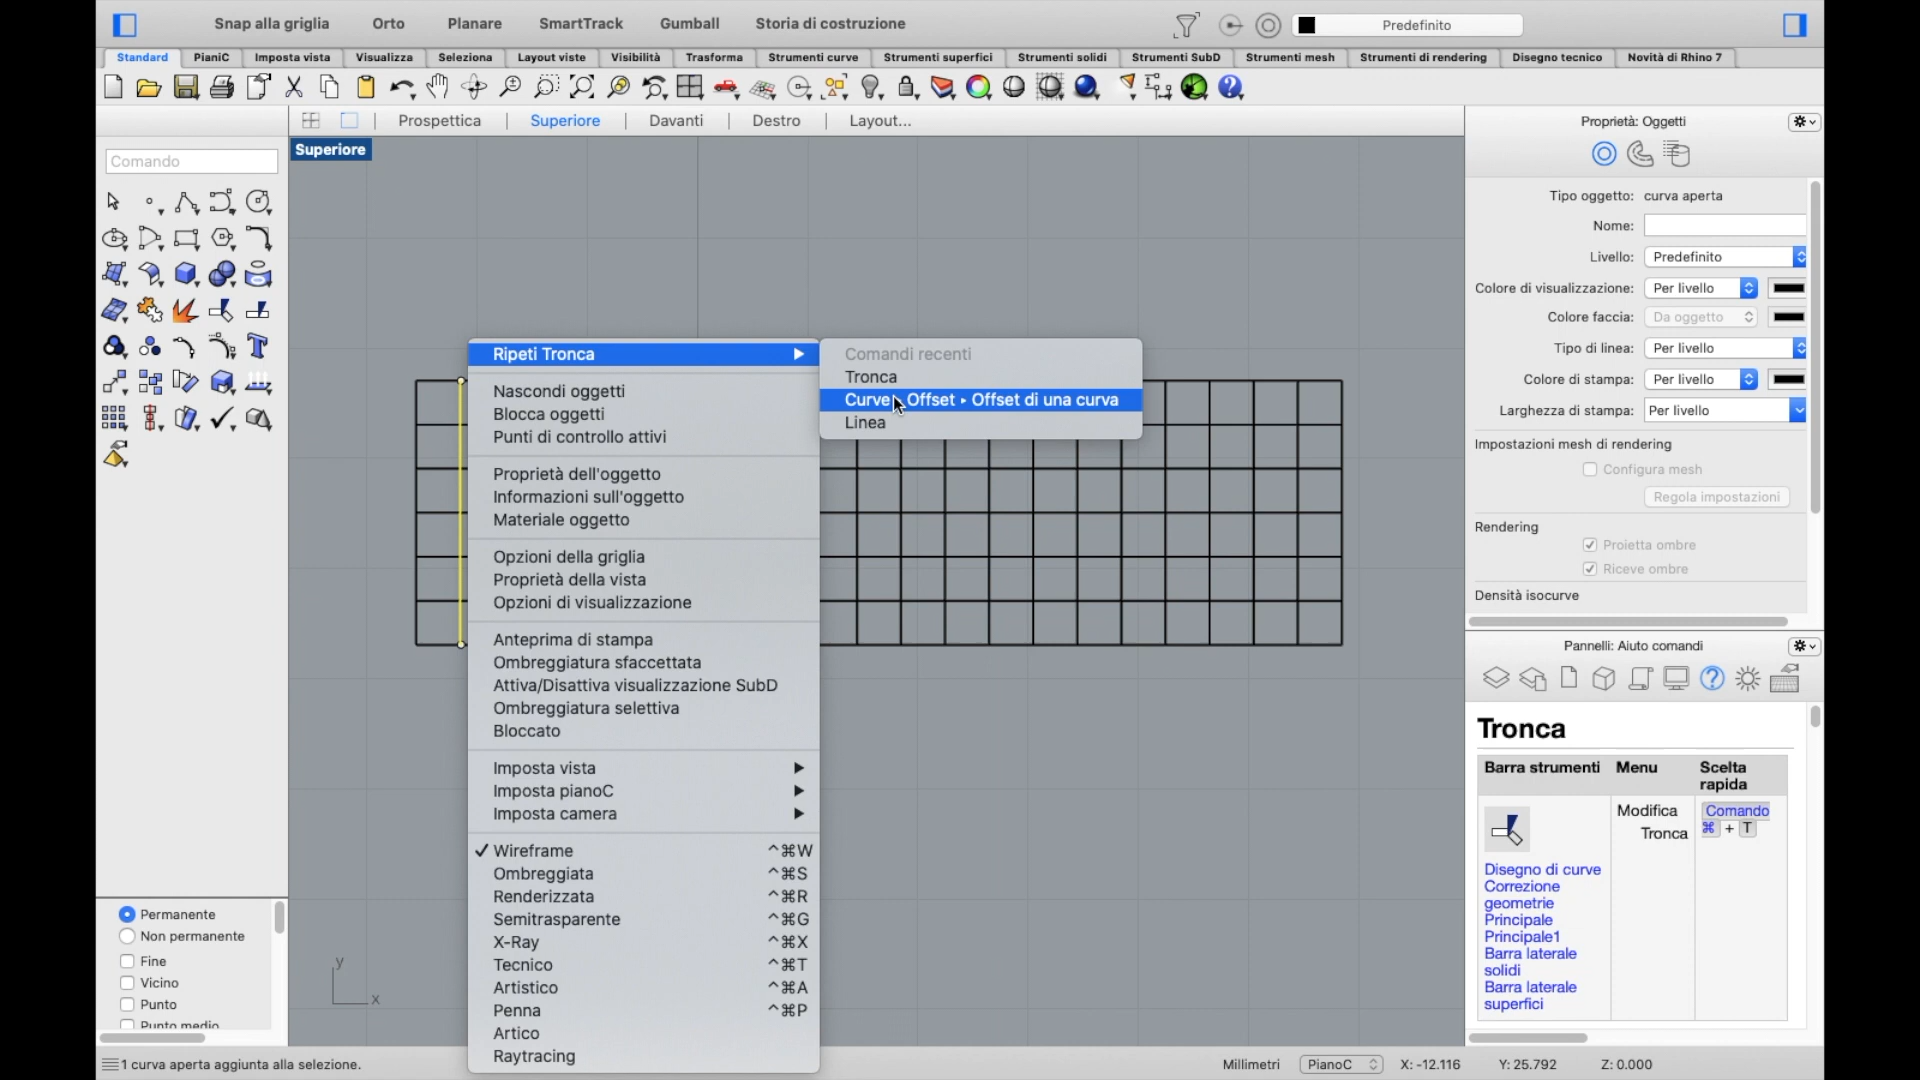 Snap alla griglia Orto Planare SmartTrack Gumball Storia di costruzione Predefinito
Standard PianiC Imposta vista Visualizza Seleziona Layout viste Visibilità Trasforma Strumenti curve Strumenti superfici Strumenti solidi Strumenti SubD Strumenti mesh Strumenti di rendering Disegno tecnico Novità di Rhino 7
Prospettica Superiore Davanti Destro Layout...
Comando
Superiore
Ripeti Tronca
Nascondi oggetti
Blocca oggetti
Punti di controllo attivi
Proprietà dell'oggetto
Informazioni sull'oggetto
Materiale oggetto
Opzioni della griglia
Proprietà della vista
Opzioni di visualizzazione
Anteprima di stampa
Ombreggiatura sfaccettata
Attiva/Disattiva visualizzazione SubD
Ombreggiatura selettiva
Bloccato
Imposta vista
Imposta pianoC
Imposta camera
✓ Wireframe ^⌘W
Ombreggiata ^⌘S
Renderizzata ^⌘R
Semitrasparente ^⌘G
X-Ray ^⌘X
Tecnico ^⌘T
Artistico ^⌘A
Penna ^⌘P
Artico
Raytracing
Comandi recenti
Tronca
Curve ▸ Offset ▸ Offset di una curva
Linea
y
x
Permanente
Non permanente
Fine
Vicino
Punto
Punto medio
1 curva aperta aggiunta alla selezione.
Millimetri PianoC X: -12.116 Y: 25.792 Z: 0.000
Proprietà: Oggetti
Tipo oggetto: curva aperta
Nome:
Livello: Predefinito
Colore di visualizzazione: Per livello
Colore faccia: Da oggetto
Tipo di linea: Per livello
Colore di stampa: Per livello
Larghezza di stampa: Per livello
Impostazioni mesh di rendering
Configura mesh
Regola impostazioni
Rendering
Proietta ombre
Riceve ombre
Densità isocurve
Pannelli: Aiuto comandi
Tronca
Barra strumenti Menu Scelta rapida
Modifica
Tronca
Comando
⌘ + T
Disegno di curve
Correzione
geometrie
Principale
Principale1
Barra laterale
solidi
Barra laterale
superfici